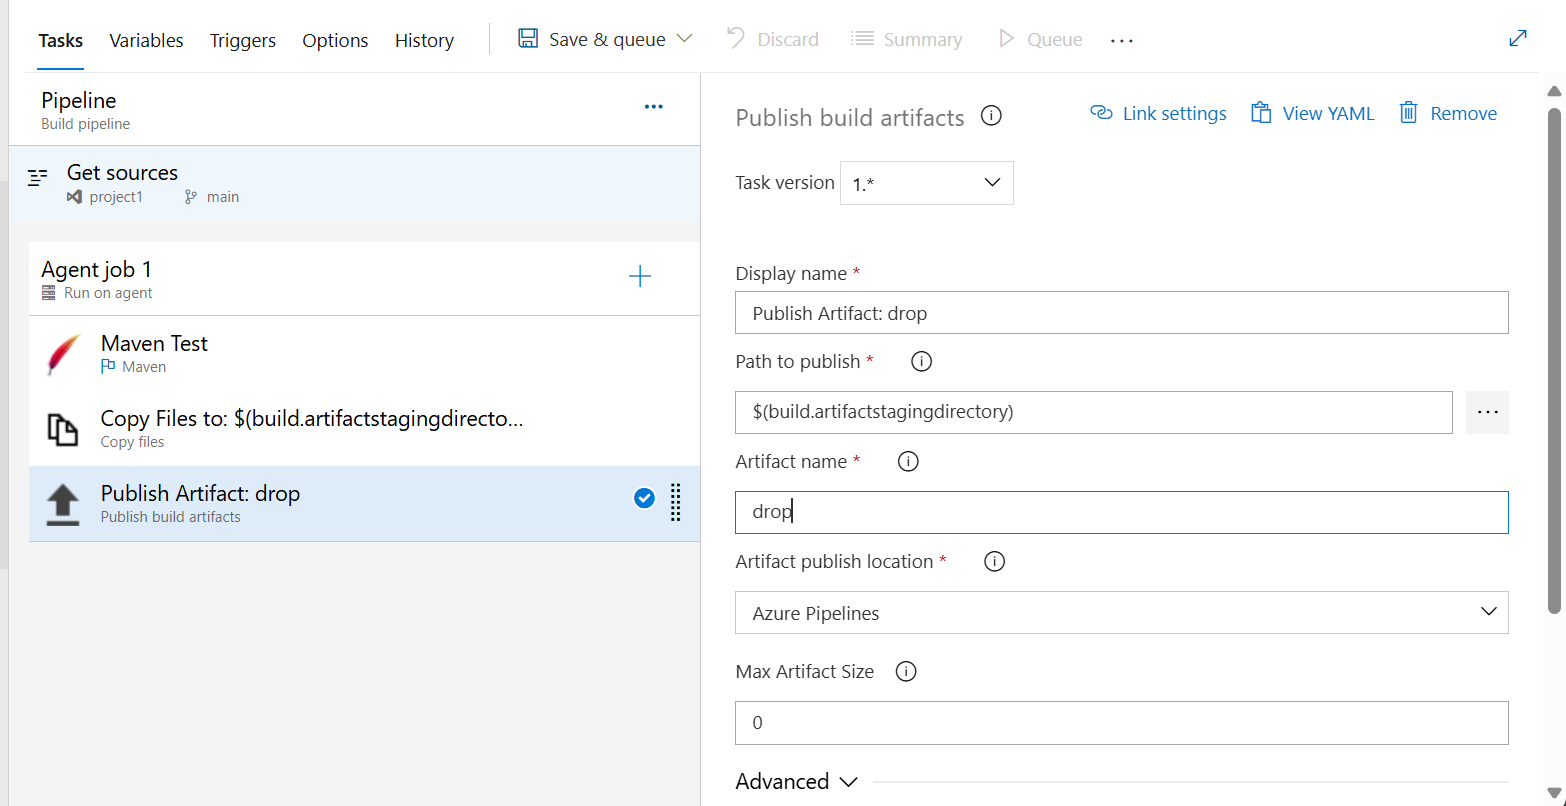 Tasks Variables Triggers Options History Save & queue Discard Summary Queue ...
Pipeline ...
Build pipeline
Get sources
project1 main
Agent job 1 +
Run on agent
Maven Test
Maven
Copy Files to: $(build.artifactstagingdirecto...
Copy files
Publish Artifact: drop
Publish build artifacts
Publish build artifacts Link settings View YAML Remove
Task version 1.*
Display name *
Publish Artifact: drop
Path to publish *
$(build.artifactstagingdirectory) ...
Artifact name *
drop
Artifact publish location *
Azure Pipelines
Max Artifact Size
0
Advanced